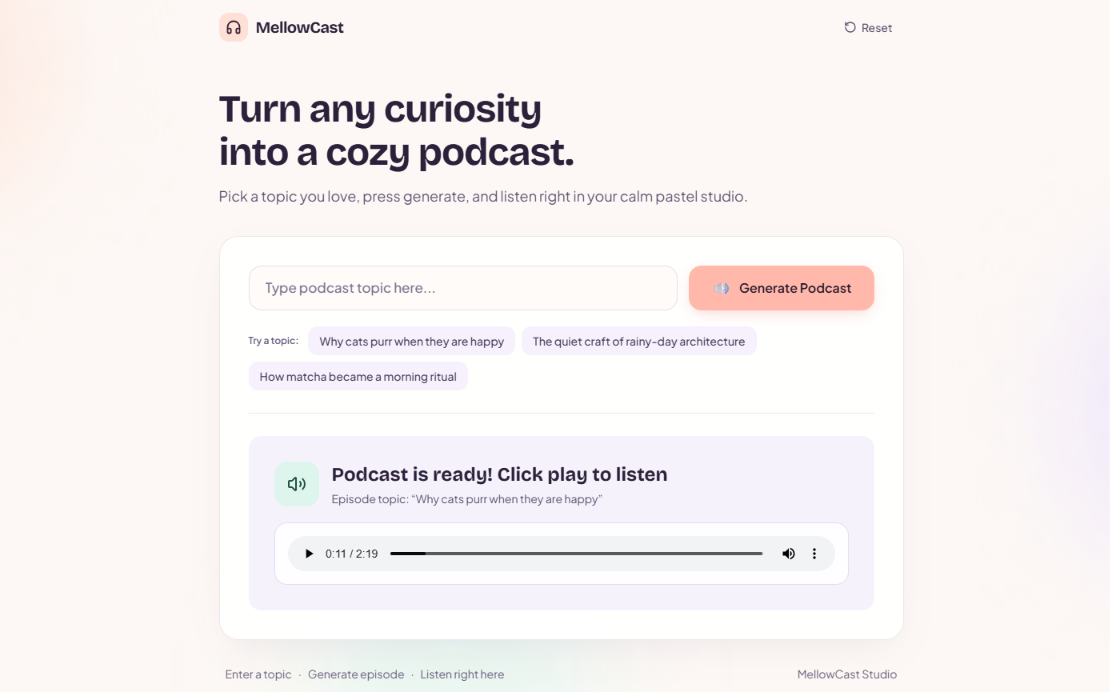 MellowCast
Reset
Turn any curiosity
into a cozy podcast.
Pick a topic you love, press generate, and listen right in your calm pastel studio.
Type podcast topic here...
Generate Podcast
Try a topic:
Why cats purr when they are happy
The quiet craft of rainy-day architecture
How matcha became a morning ritual
Podcast is ready! Click play to listen
Episode topic: “Why cats purr when they are happy”
0:11 / 2:19
Enter a topic · Generate episode · Listen right here
MellowCast Studio